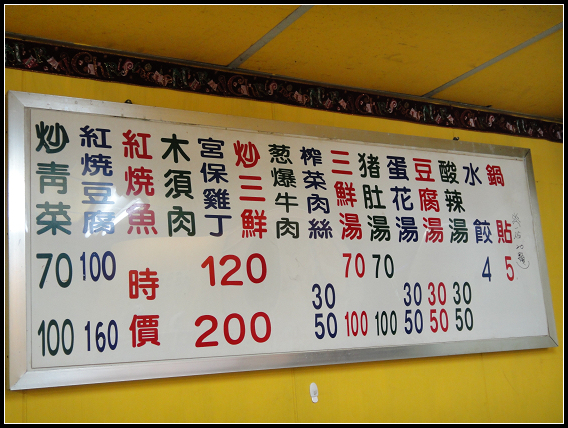 鍋貼
5
水餃
4
酸辣湯
30
50
豆腐湯
30
50
蛋花湯
30
50
猪肚湯
70
100
三鮮湯
70
100
榨菜肉絲
30
50
葱爆牛肉
炒三鮮
宮保雞丁
木須肉
120
200
紅燒魚
時價
紅燒豆腐
100
160
炒青菜
70
100